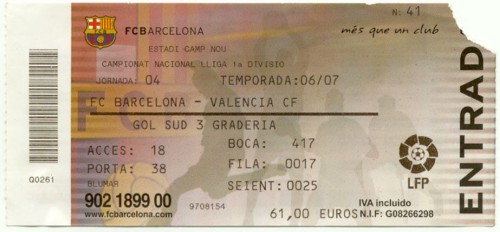 N: 41
FCBARCELONA
més que un club
ESTADI CAMP NOU
CAMPIONAT NACIONAL LLIGA 1a DIVISIO
JORNADA: 04 TEMPORADA:06/07
FC BARCELONA - VALENCIA CF
GOL SUD 3 GRADERIA
ACCES: 18 BOCA: 417
PORTA: 38 FILA: 0017
BLUMAR SEIENT:0025
Q0261
902 1899 00
www.fcbarcelona.com
9708154
61,00 EUROS
IVA incluido
N.I.F: G08266298
LFP
ENTRAD